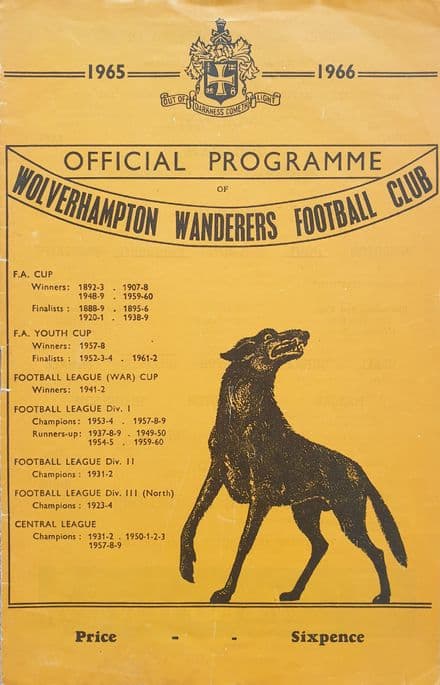 1965 1966
OUT OF DARKNESS COMETH LIGHT
OFFICIAL PROGRAMME
OF
WOLVERHAMPTON WANDERERS FOOTBALL CLUB
F.A. CUP
Winners: 1892-3 . 1907-8
1948-9 . 1959-60
Finalists : 1888-9 . 1895-6
1920-1 . 1938-9
F.A. YOUTH CUP
Winners: 1957-8
Finalists : 1952-3-4 . 1961-2
FOOTBALL LEAGUE (WAR) CUP
Winners: 1941-2
FOOTBALL LEAGUE Div. I
Champions : 1953-4 . 1957-8-9
Runners-up: 1937-8-9 . 1949-50
1954-5 . 1959-60
FOOTBALL LEAGUE Div. II
Champions : 1931-2
FOOTBALL LEAGUE Div. III (North)
Champions : 1923-4
CENTRAL LEAGUE
Champions : 1931-2 . 1950-1-2-3
1957-8-9
Price - - Sixpence